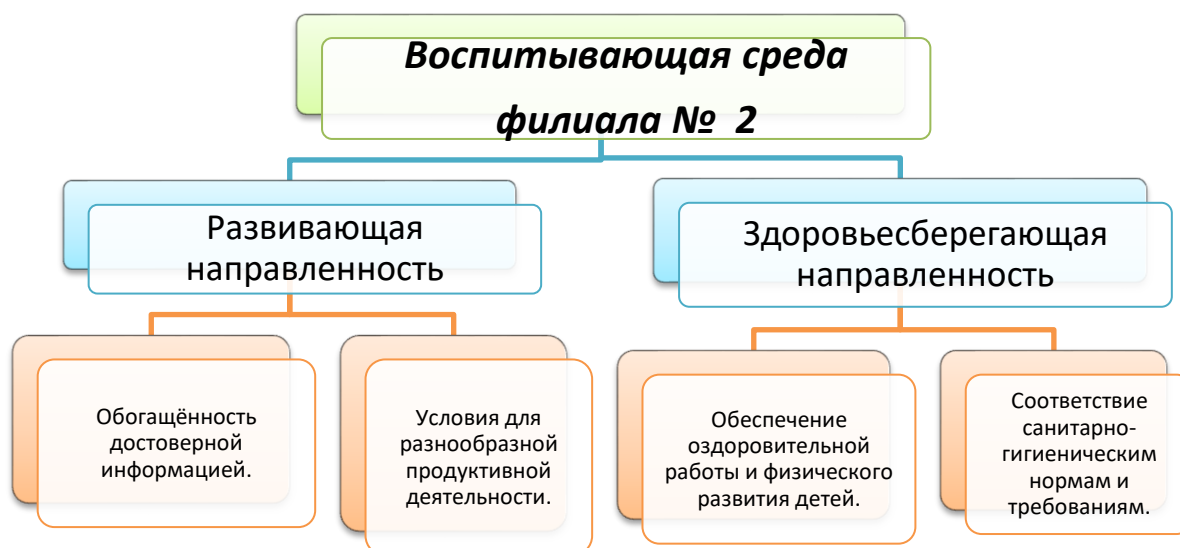 Воспитывающая среда
филиала № 2
Развивающая
направленность
Здоровьесберегающая
направленность
Обогащённость
достоверной
информацией.
Условия для
разнообразной
продуктивной
деятельности.
Обеспечение
оздоровительной
работы и физического
развития детей.
Соответствие
санитарно-
гигиеническим
нормам и
требованиям.